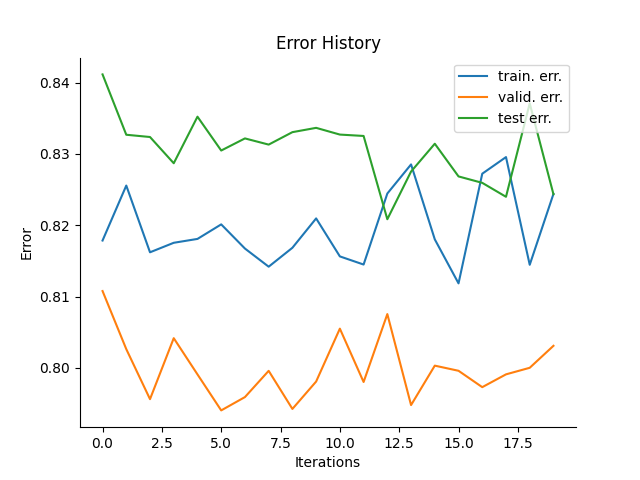 Error History
train. err.
valid. err.
test err.
0.84
0.83
0.82
0.81
0.80
Error
0.0 2.5 5.0 7.5 10.0 12.5 15.0 17.5
Iterations